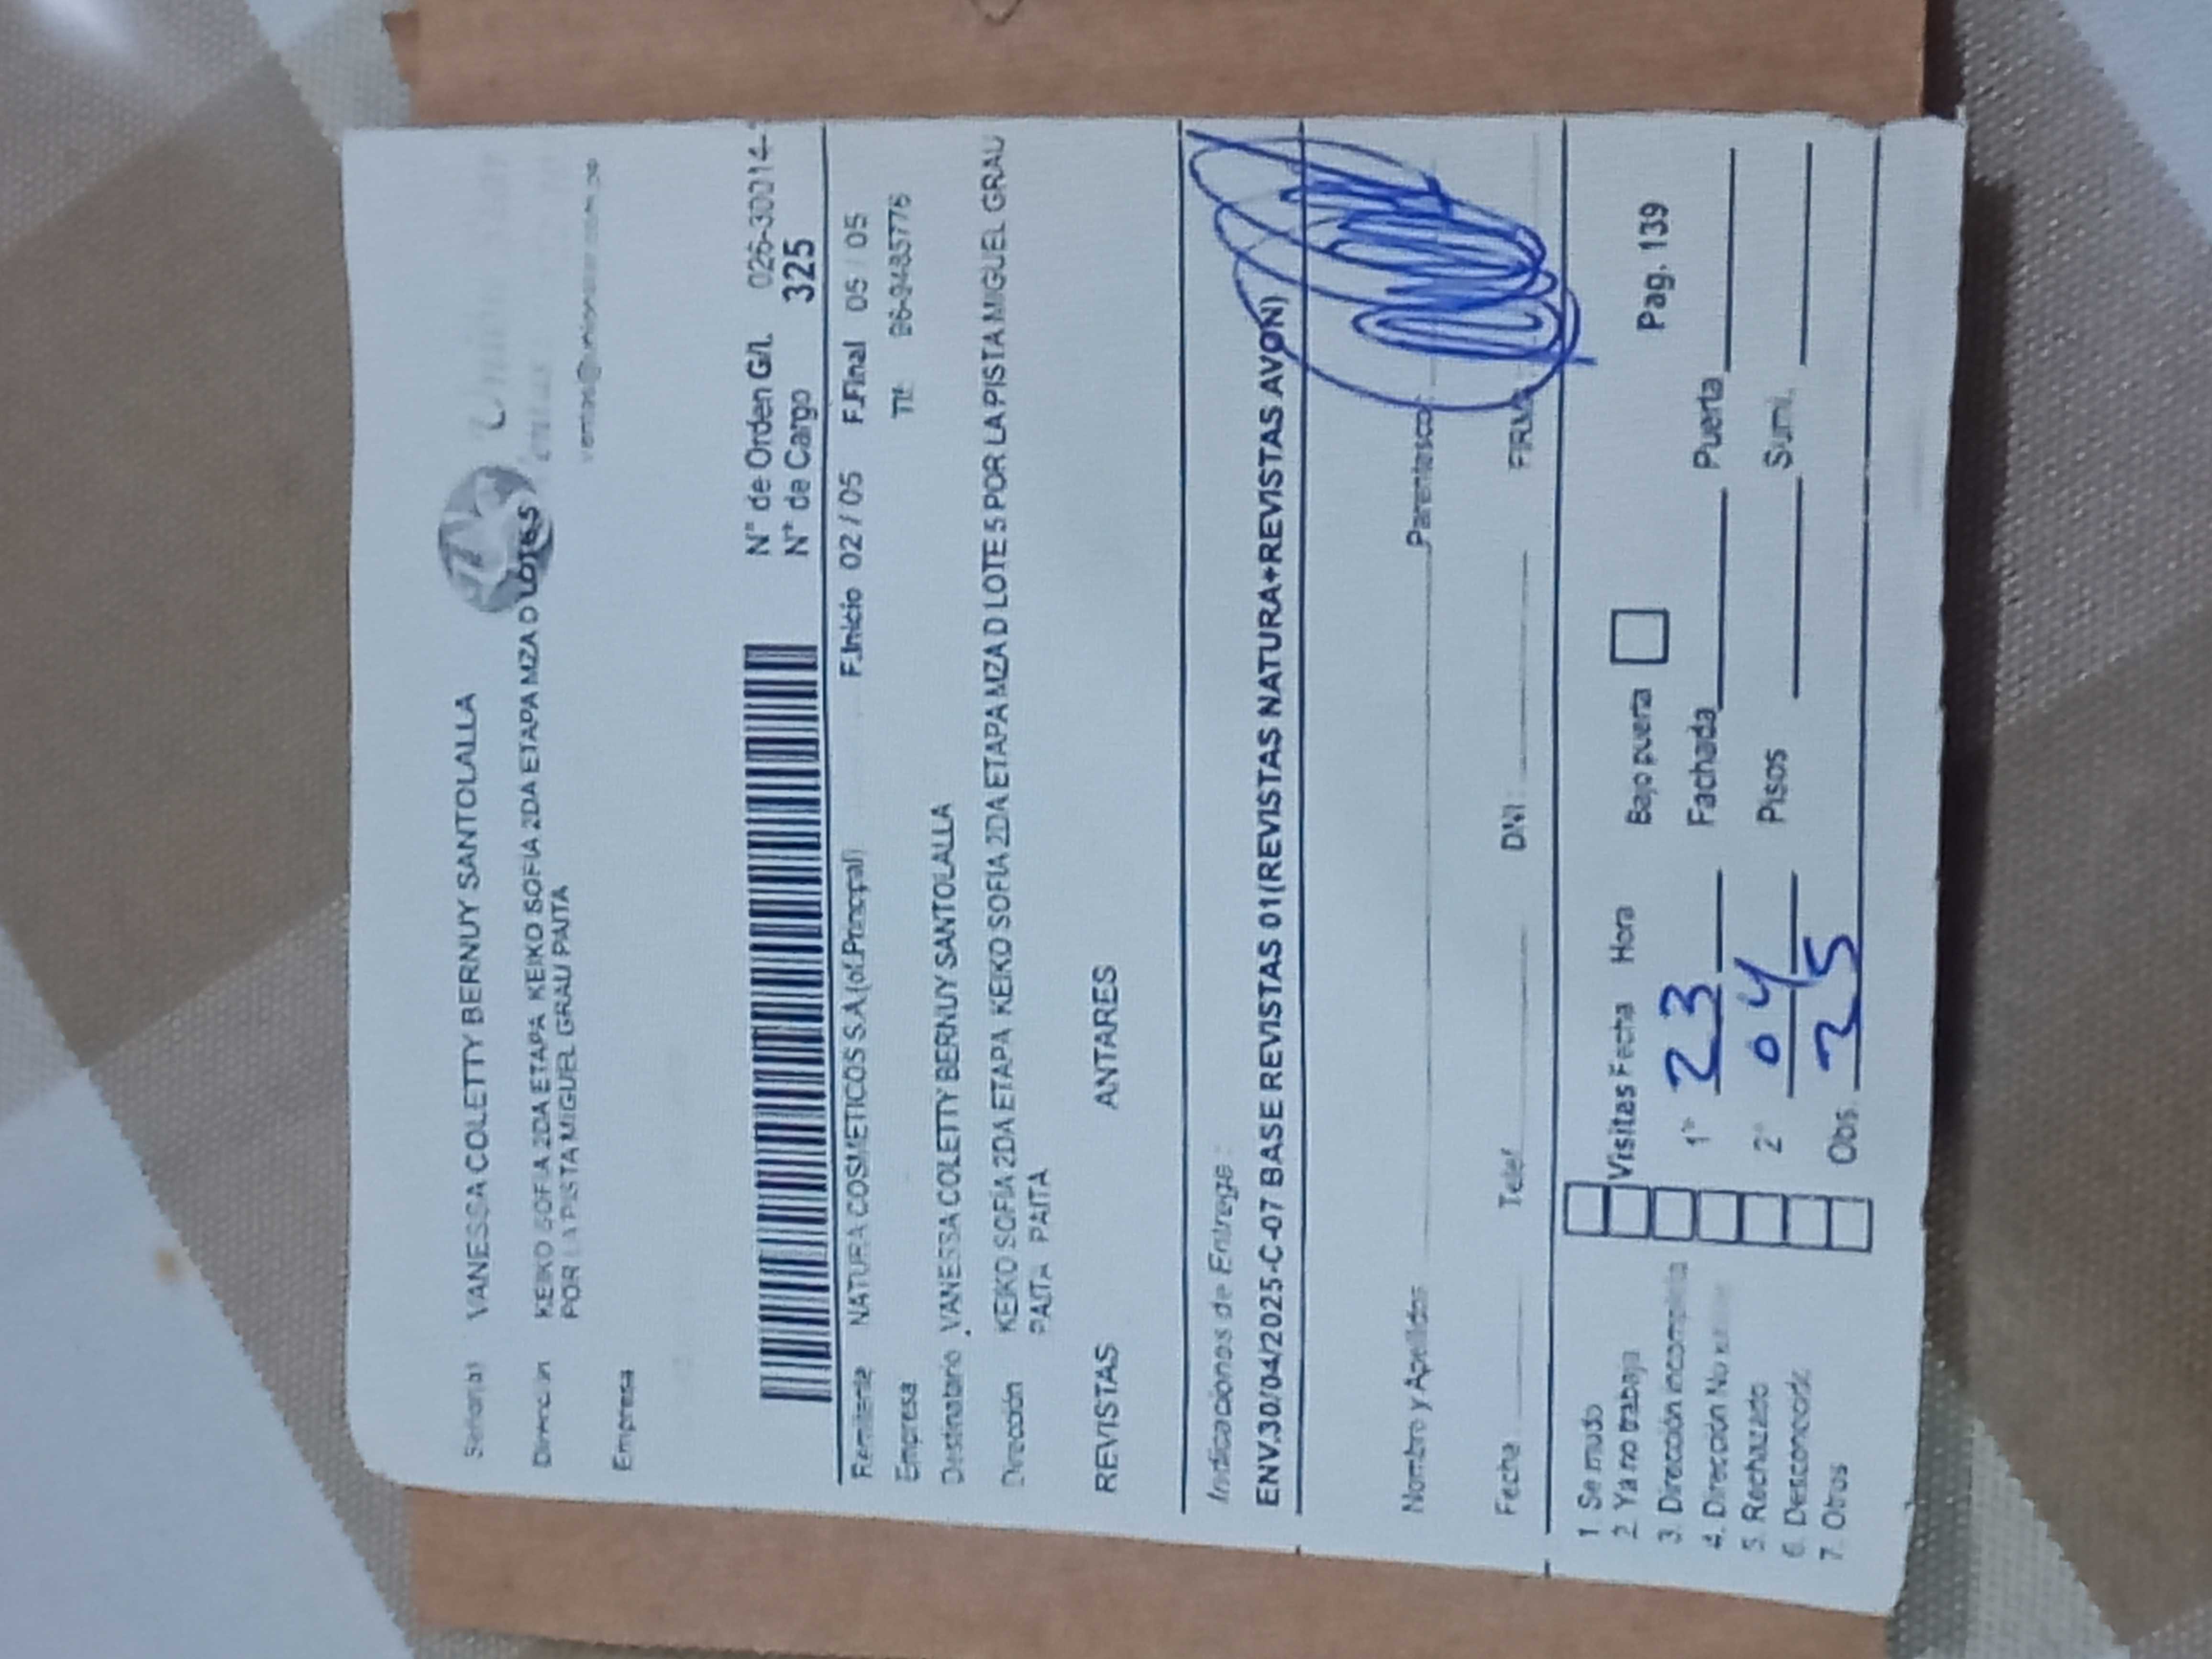 Señor(a) VANESSA COLETTY BERNUY SANTOLALLA
Dirección KEIKO SOFIA 2DA ETAPA KEIKO SOFIA 2DA ETAPA MZA D LOTE 5
POR LA PISTA MIGUEL GRAU PAITA
Empresa
N° de Orden G/L 026-30014-
N° de Cargo 325
Remitente NATURA COSMETICOS S.A (of.Principal) F.Inicio 02 / 05 F.Final 05 / 05
Empresa Tlf.
Destinatario VANESSA COLETTY BERNUY SANTOLALLA
Dirección KEIKO SOFIA 2DA ETAPA KEIKO SOFIA 2DA ETAPA MZA D LOTE 5 POR LA PISTA MIGUEL GRAU
PAITA PAITA
REVISTAS ANTARES
Indicaciones de Entrega :
ENV.30/04/2025-C-07 BASE REVISTAS 01(REVISTAS NATURA+REVISTAS AVON)
Nombre y Apellidos Parentesco
Fecha Telef. DNI : FIRMA
1. Se mudo
2. Ya no trabaja
3. Dirección incompleta
4. Dirección No
5. Rechazado
6. Desconocido
7. Otros
Visitas Fecha Hora Bajo puerta Pag. 139
1° 23 Fachada Puerta
2° 04 Pisos Sumi.
Obs. 25